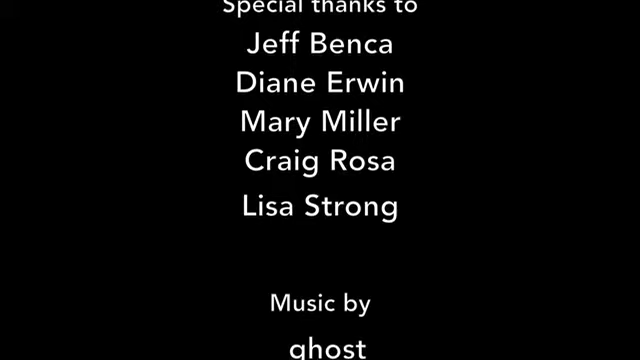 Special thanks to
Jeff Benca
Diane Erwin
Mary Miller
Craig Rosa
Lisa Strong
Music by
ghost